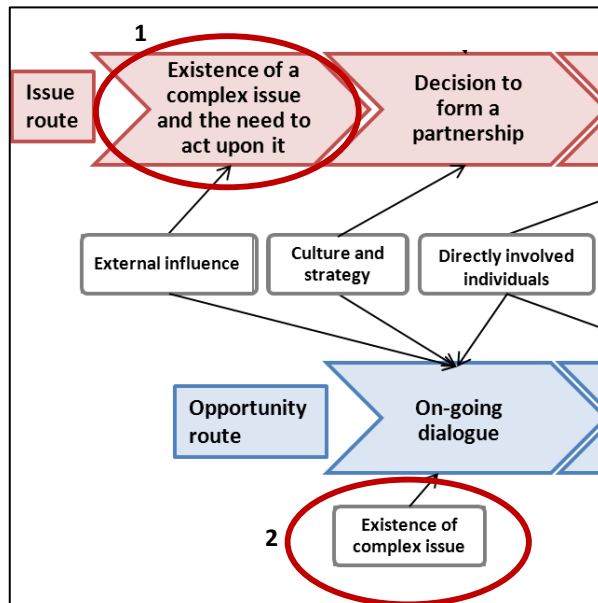 1
Issue
route
Existence of a
complex issue
and the need to
act upon it
Decision to
form a
partnership
External influence
Culture and
strategy
Directly involved
individuals
Opportunity
route
On-going
dialogue
2
Existence of
complex issue